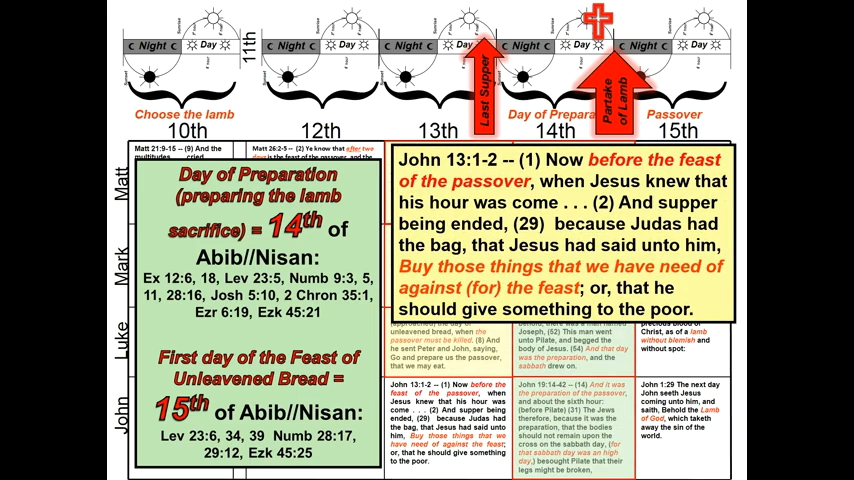 Sunrise
Sunrise
Sunrise
Sunrise
Sunrise
Night
Day
11th
Night
Day
Night
Day
Night
Day
Night
Day
Sunset
Sunset
Sunset
Sunset
Sunset
Last Supper
Partake
of Lamb
Choose the lamb
Day of Prepara
Passover
10th
12th
13th
14th
15th
Matt
Mark
Luke
John
Matt 21:9-15 -- (9) And the
multitudes cried
Matt 26:2-5 -- (2) Ye know that after two
days is the feast of the passover, and the
Day of Preparation
(preparing the lamb
sacrifice) = 14th of
Abib//Nisan:
Ex 12:6, 18, Lev 23:5, Numb 9:3, 5,
11, 28:16, Josh 5:10, 2 Chron 35:1,
Ezr 6:19, Ezk 45:21
First day of the Feast of
Unleavened Bread =
15th of Abib//Nisan:
Lev 23:6, 34, 39 Numb 28:17,
29:12, Ezk 45:25
John 13:1-2 -- (1) Now before the feast
of the passover, when Jesus knew that
his hour was come . . . (2) And supper
being ended, (29) because Judas had
the bag, that Jesus had said unto him,
Buy those things that we have need of
against (for) the feast; or, that he
should give something to the poor.
(approached) the day of
unleavened bread, when the
passover must be killed. (8) And
he sent Peter and John, saying,
Go and prepare us the passover,
that we may eat.
behold, there was a man named
Joseph, (52) This man went
unto Pilate, and begged the
body of Jesus. (54) And that day
was the preparation, and the
sabbath drew on.
precious blood of
Christ, as of a lamb
without blemish and
without spot:
John 13:1-2 -- (1) Now before the
feast of the passover, when
Jesus knew that his hour was
come . . . (2) And supper being
ended, (29) because Judas had
the bag, that Jesus had said unto
him, Buy those things that we
have need of against the feast;
or, that he should give something
to the poor.
John 19:14-42 -- (14) And it was
the preparation of the passover,
and about the sixth hour:
(before Pilate) (31) The Jews
therefore, because it was the
preparation, that the bodies
should not remain upon the
cross on the sabbath day, (for
that sabbath day was an high
day,) besought Pilate that their
legs might be broken,
John 1:29 The next day
John seeth Jesus
coming unto him, and
saith, Behold the Lamb
of God, which taketh
away the sin of the
world.